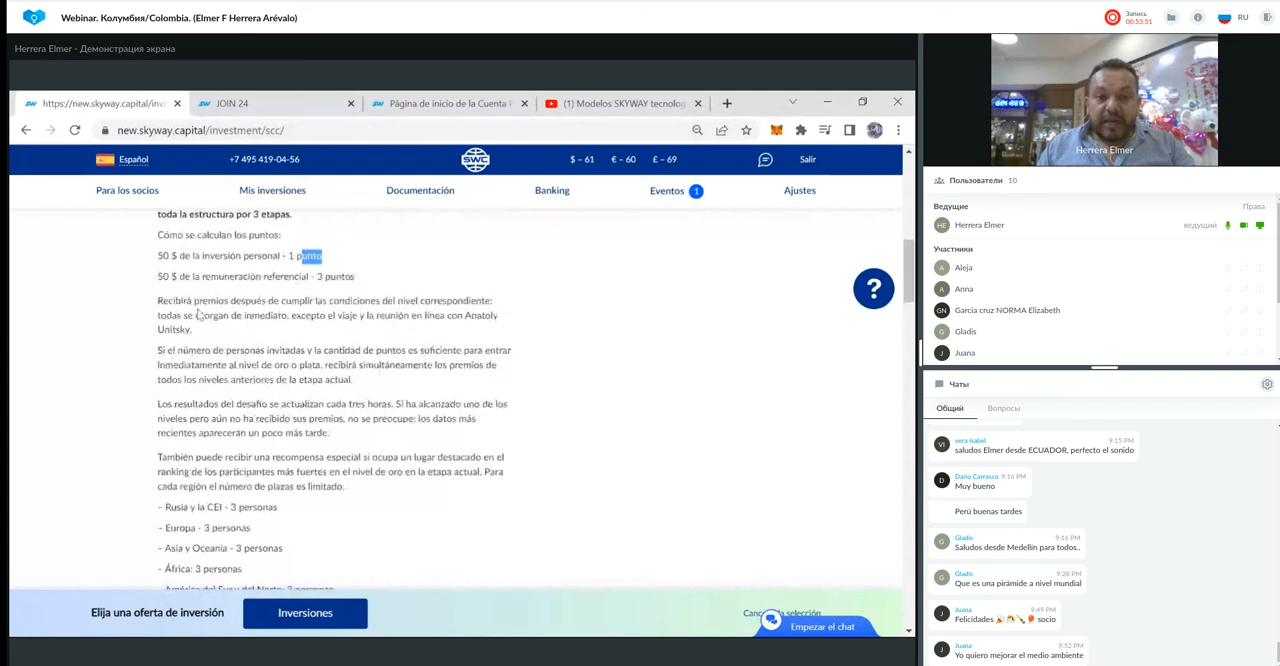 Webinar. Колумбия/Colombia. (Elmer F Herrera Arévalo)
Запись
00:53:51
RU
Herrera Elmer - Демонстрация экрана
https://new.skyway.capital/inv
JOIN 24
Página de inicio de la Cuenta P
(1) Modelos SKYWAY tecnolog
new.skyway.capital/investment/scc/
Español
+7 495 419-04-56
SWC
$ – 61
€ – 60
£ – 69
Salir
Para los socios
Mis inversiones
Documentación
Banking
Eventos 1
Ajustes
toda la estructura por 3 etapas.
Cómo se calculan los puntos:
50 $ de la inversión personal - 1 punto
50 $ de la remuneración referencial - 3 puntos
Recibirá premios después de cumplir las condiciones del nivel correspondiente:
todas se otorgan de inmediato, excepto el viaje y la reunión en línea con Anatoly
Unitsky.
Si el número de personas invitadas y la cantidad de puntos es suficiente para entrar
inmediatamente al nivel de oro o plata, recibirá simultáneamente los premios de
todos los niveles anteriores de la etapa actual.
Los resultados del desafío se actualizan cada tres horas. Si ha alcanzado uno de los
niveles pero aún no ha recibido sus premios, no se preocupe: los datos más
recientes aparecerán un poco más tarde.
También puede recibir una recompensa especial si ocupa un lugar destacado en el
ranking de los participantes más fuertes en el nivel de oro en la etapa actual. Para
cada región el número de plazas es limitado:
- Rusia y la CEI - 3 personas
- Europa - 3 personas
- Asia y Oceanía - 3 personas
- África: 3 personas
- América del Sur y del Norte: 3 personas
?
Elija una oferta de inversión
Inversiones
selección
Empezar el chat
Herrera Elmer
Пользователи 10
Ведущие
Права
HE
Herrera Elmer
ведущий
Участники
A
Aleja
A
Anna
GN
Garcia cruz NORMA Elizabeth
G
Gladis
J
Juana
Чаты
Общий
Вопросы
VI
vera isabel
9:15 PM
saludos Elmer desde ECUADOR, perfecto el sonido
D
Dario Carrasco
9:16 PM
Muy bueno
Perú buenas tardes
G
Gladis
9:16 PM
Saludos desde Medellín para todos..
G
Gladis
9:28 PM
Que es una pirámide a nivel mundial
J
Juana
9:49 PM
Felicidades 🎉🎊🍾🎈 socio
J
Juana
9:52 PM
Yo quiero mejorar el medio ambiente